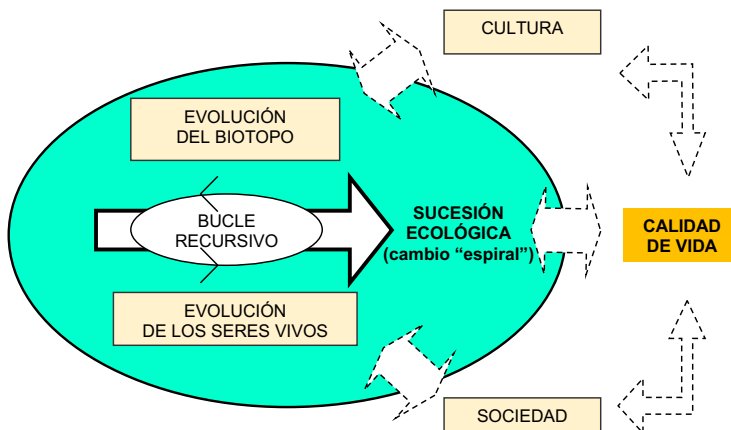 CULTURA
EVOLUCIÓN
DEL BIOTOPO
BUCLE
RECURSIVO
SUCESIÓN
ECOLÓGICA
(cambio “espiral”)
CALIDAD
DE VIDA
EVOLUCIÓN
DE LOS SERES VIVOS
SOCIEDAD